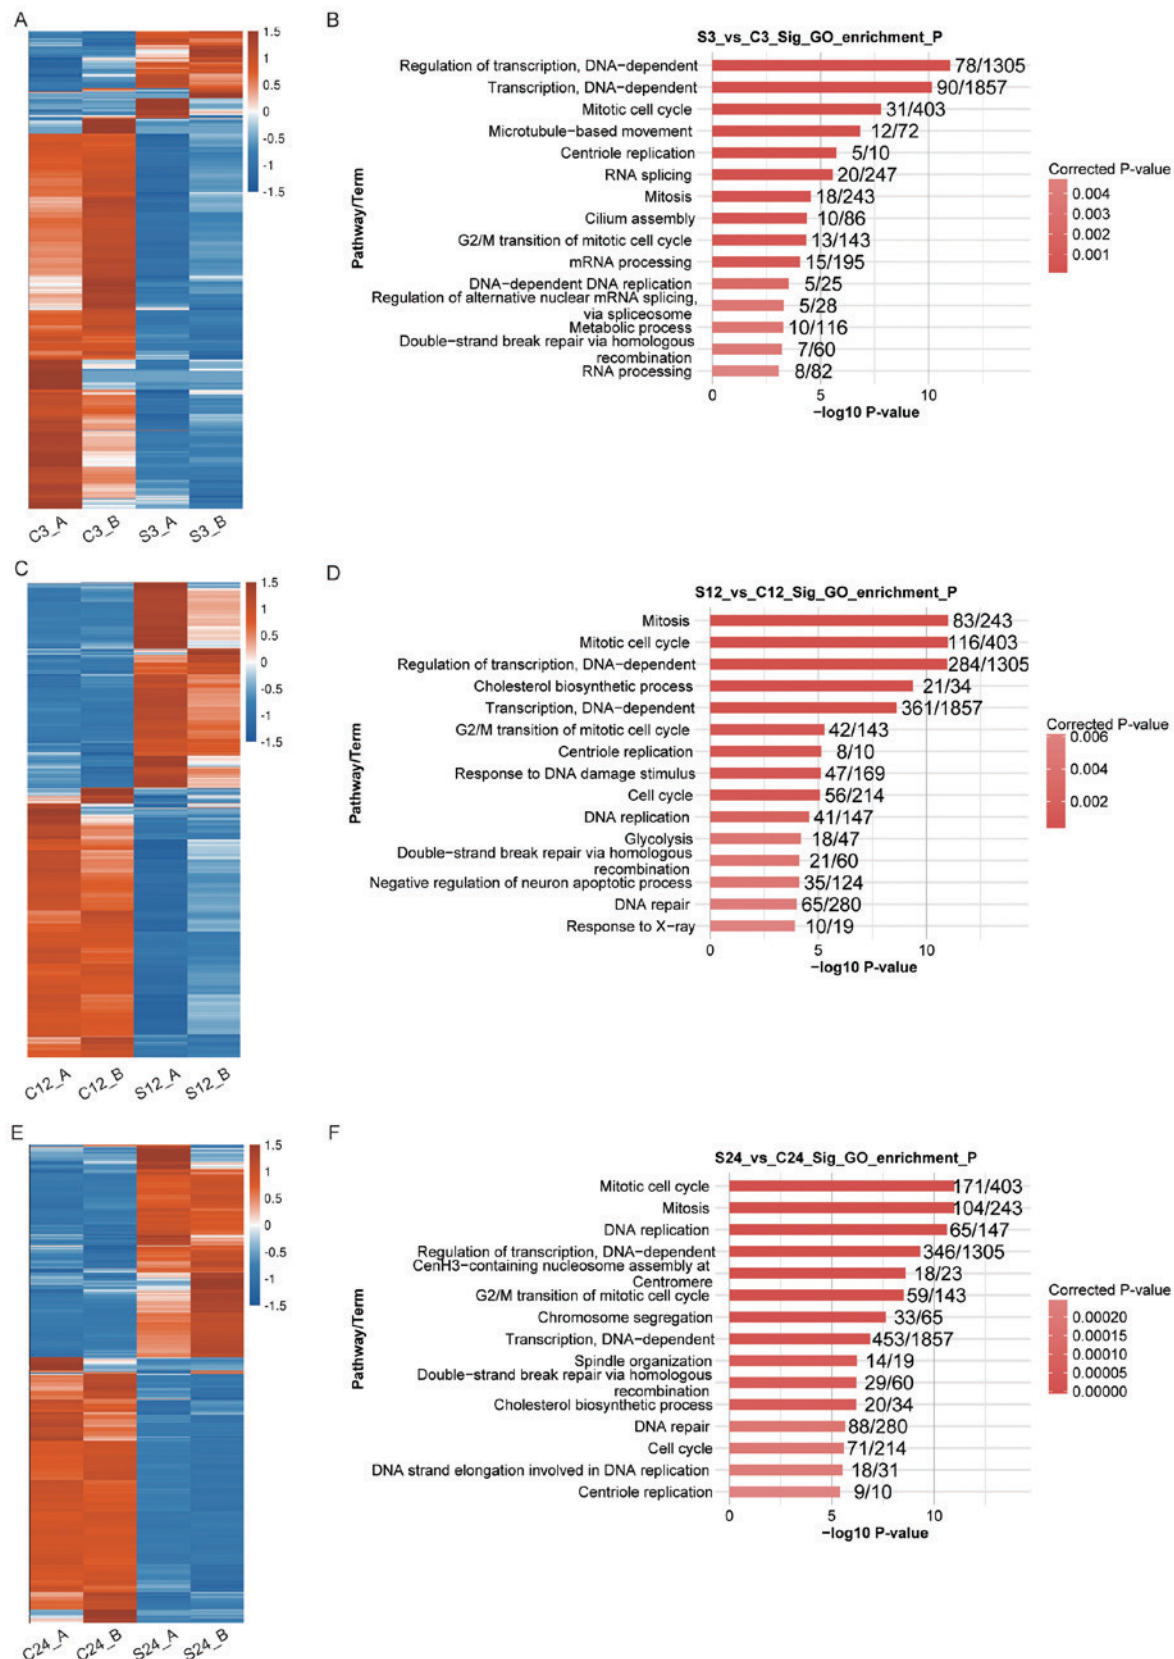 A
1.5
1
0.5
0
-0.5
-1
-1.5
C3_A
C3_B
S3_A
S3_B
B
S3_vs_C3_Sig_GO_enrichment_P
Pathway/Term
Regulation of transcription, DNA-dependent
78/1305
Transcription, DNA-dependent
90/1857
Mitotic cell cycle
31/403
Microtubule-based movement
12/72
Centriole replication
5/10
RNA splicing
20/247
Mitosis
18/243
Cilium assembly
10/86
G2/M transition of mitotic cell cycle
13/143
mRNA processing
15/195
DNA-dependent DNA replication
5/25
Regulation of alternative nuclear mRNA splicing,
via spliceosome
5/28
Metabolic process
10/116
Double-strand break repair via homologous
recombination
7/60
RNA processing
8/82
0
5
10
-log10 P-value
Corrected P-value
0.004
0.003
0.002
0.001
C
1.5
1
0.5
0
-0.5
-1
-1.5
C12_A
C12_B
S12_A
S12_B
D
S12_vs_C12_Sig_GO_enrichment_P
Pathway/Term
Mitosis
83/243
Mitotic cell cycle
116/403
Regulation of transcription, DNA-dependent
284/1305
Cholesterol biosynthetic process
21/34
Transcription, DNA-dependent
361/1857
G2/M transition of mitotic cell cycle
42/143
Centriole replication
8/10
Response to DNA damage stimulus
47/169
Cell cycle
56/214
DNA replication
41/147
Glycolysis
18/47
Double-strand break repair via homologous
recombination
21/60
Negative regulation of neuron apoptotic process
35/124
DNA repair
65/280
Response to X-ray
10/19
0
5
10
-log10 P-value
Corrected P-value
0.006
0.004
0.002
E
1.5
1
0.5
0
-0.5
-1
-1.5
C24_A
C24_B
S24_A
S24_B
F
S24_vs_C24_Sig_GO_enrichment_P
Pathway/Term
Mitotic cell cycle
171/403
Mitosis
104/243
DNA replication
65/147
Regulation of transcription, DNA-dependent
346/1305
CenH3-containing nucleosome assembly at
Centromere
18/23
G2/M transition of mitotic cell cycle
59/143
Chromosome segregation
33/65
Transcription, DNA-dependent
453/1857
Spindle organization
14/19
Double-strand break repair via homologous
recombination
29/60
Cholesterol biosynthetic process
20/34
DNA repair
88/280
Cell cycle
71/214
DNA strand elongation involved in DNA replication
18/31
Centriole replication
9/10
0
5
10
-log10 P-value
Corrected P-value
0.00020
0.00015
0.00010
0.00005
0.00000